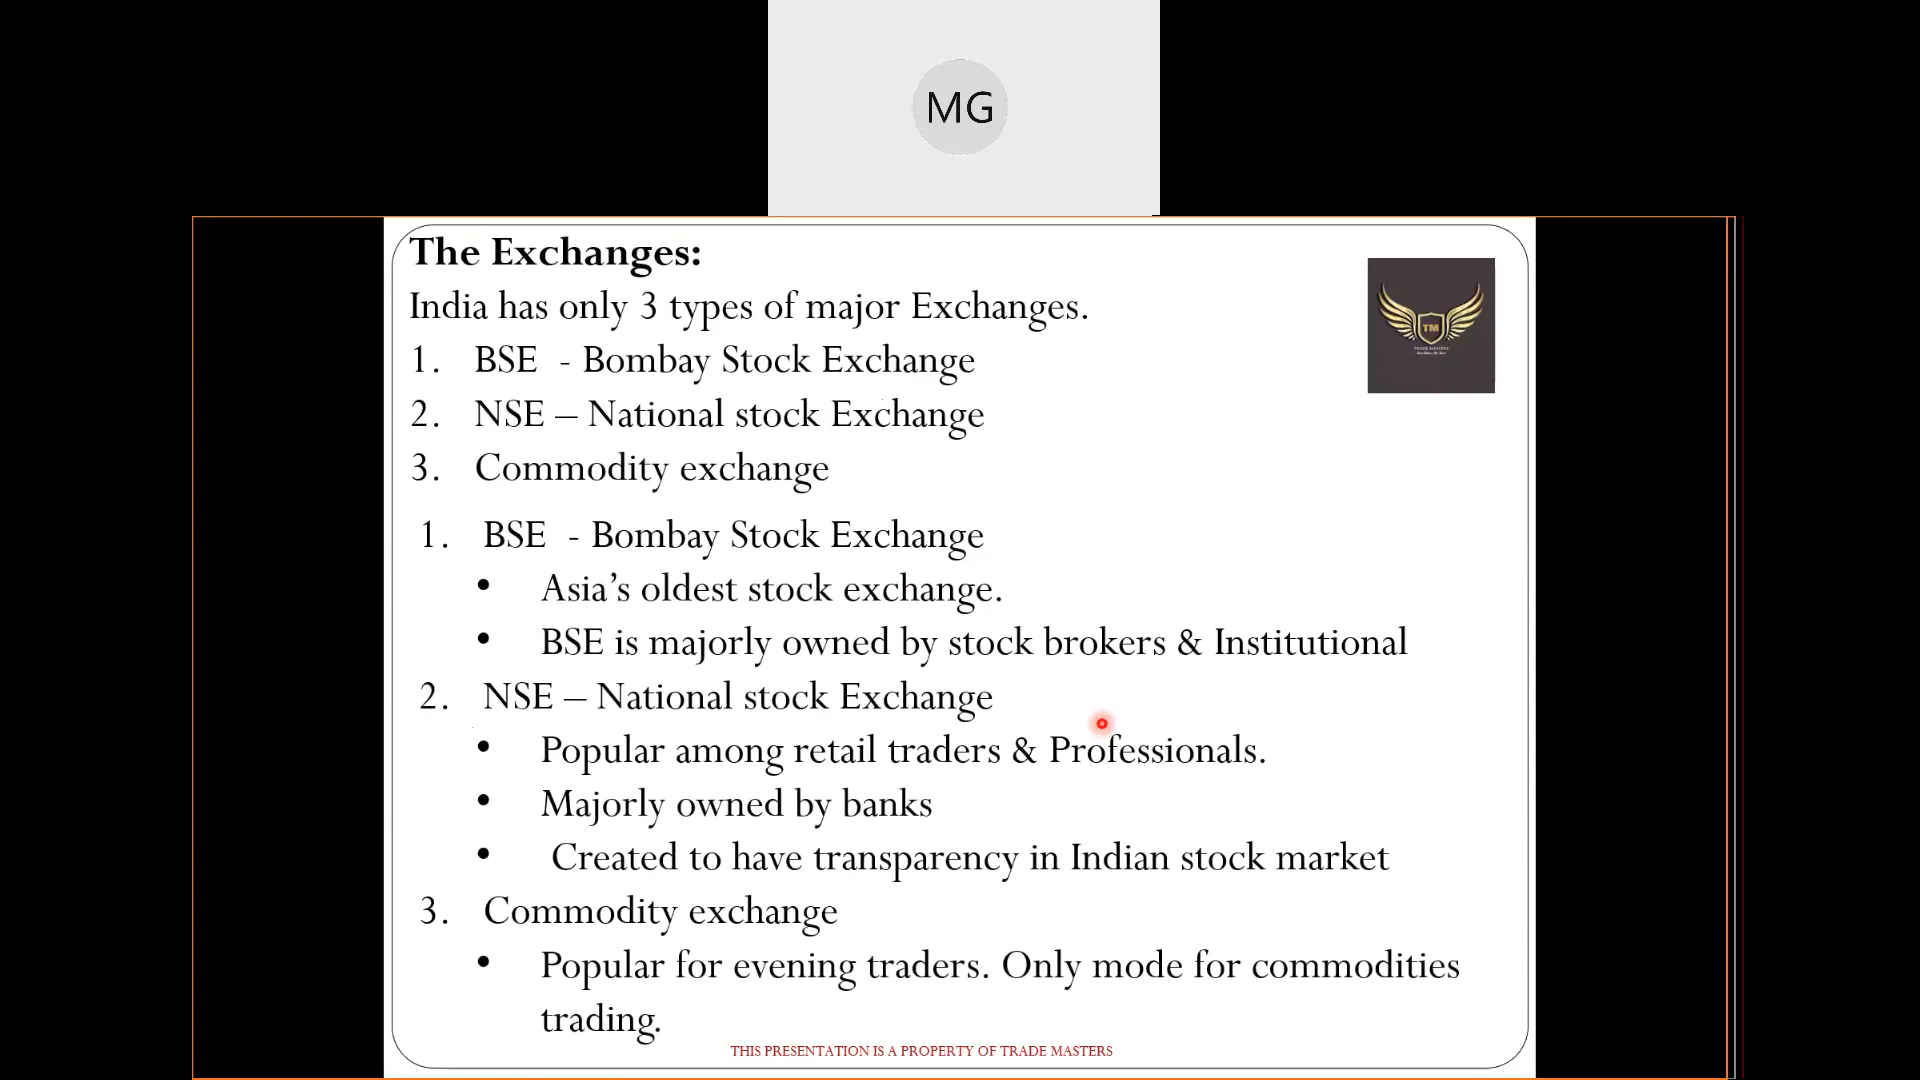 MG
The Exchanges:
India has only 3 types of major Exchanges.
TM
1. BSE - Bombay Stock Exchange
2. NSE – National stock Exchange
3. Commodity exchange
1. BSE - Bombay Stock Exchange
• Asia’s oldest stock exchange.
• BSE is majorly owned by stock brokers & Institutional
2. NSE – National stock Exchange
• Popular among retail traders & Professionals.
• Majorly owned by banks
• Created to have transparency in Indian stock market
3. Commodity exchange
• Popular for evening traders. Only mode for commodities
trading.
THIS PRESENTATION IS A PROPERTY OF TRADE MASTERS